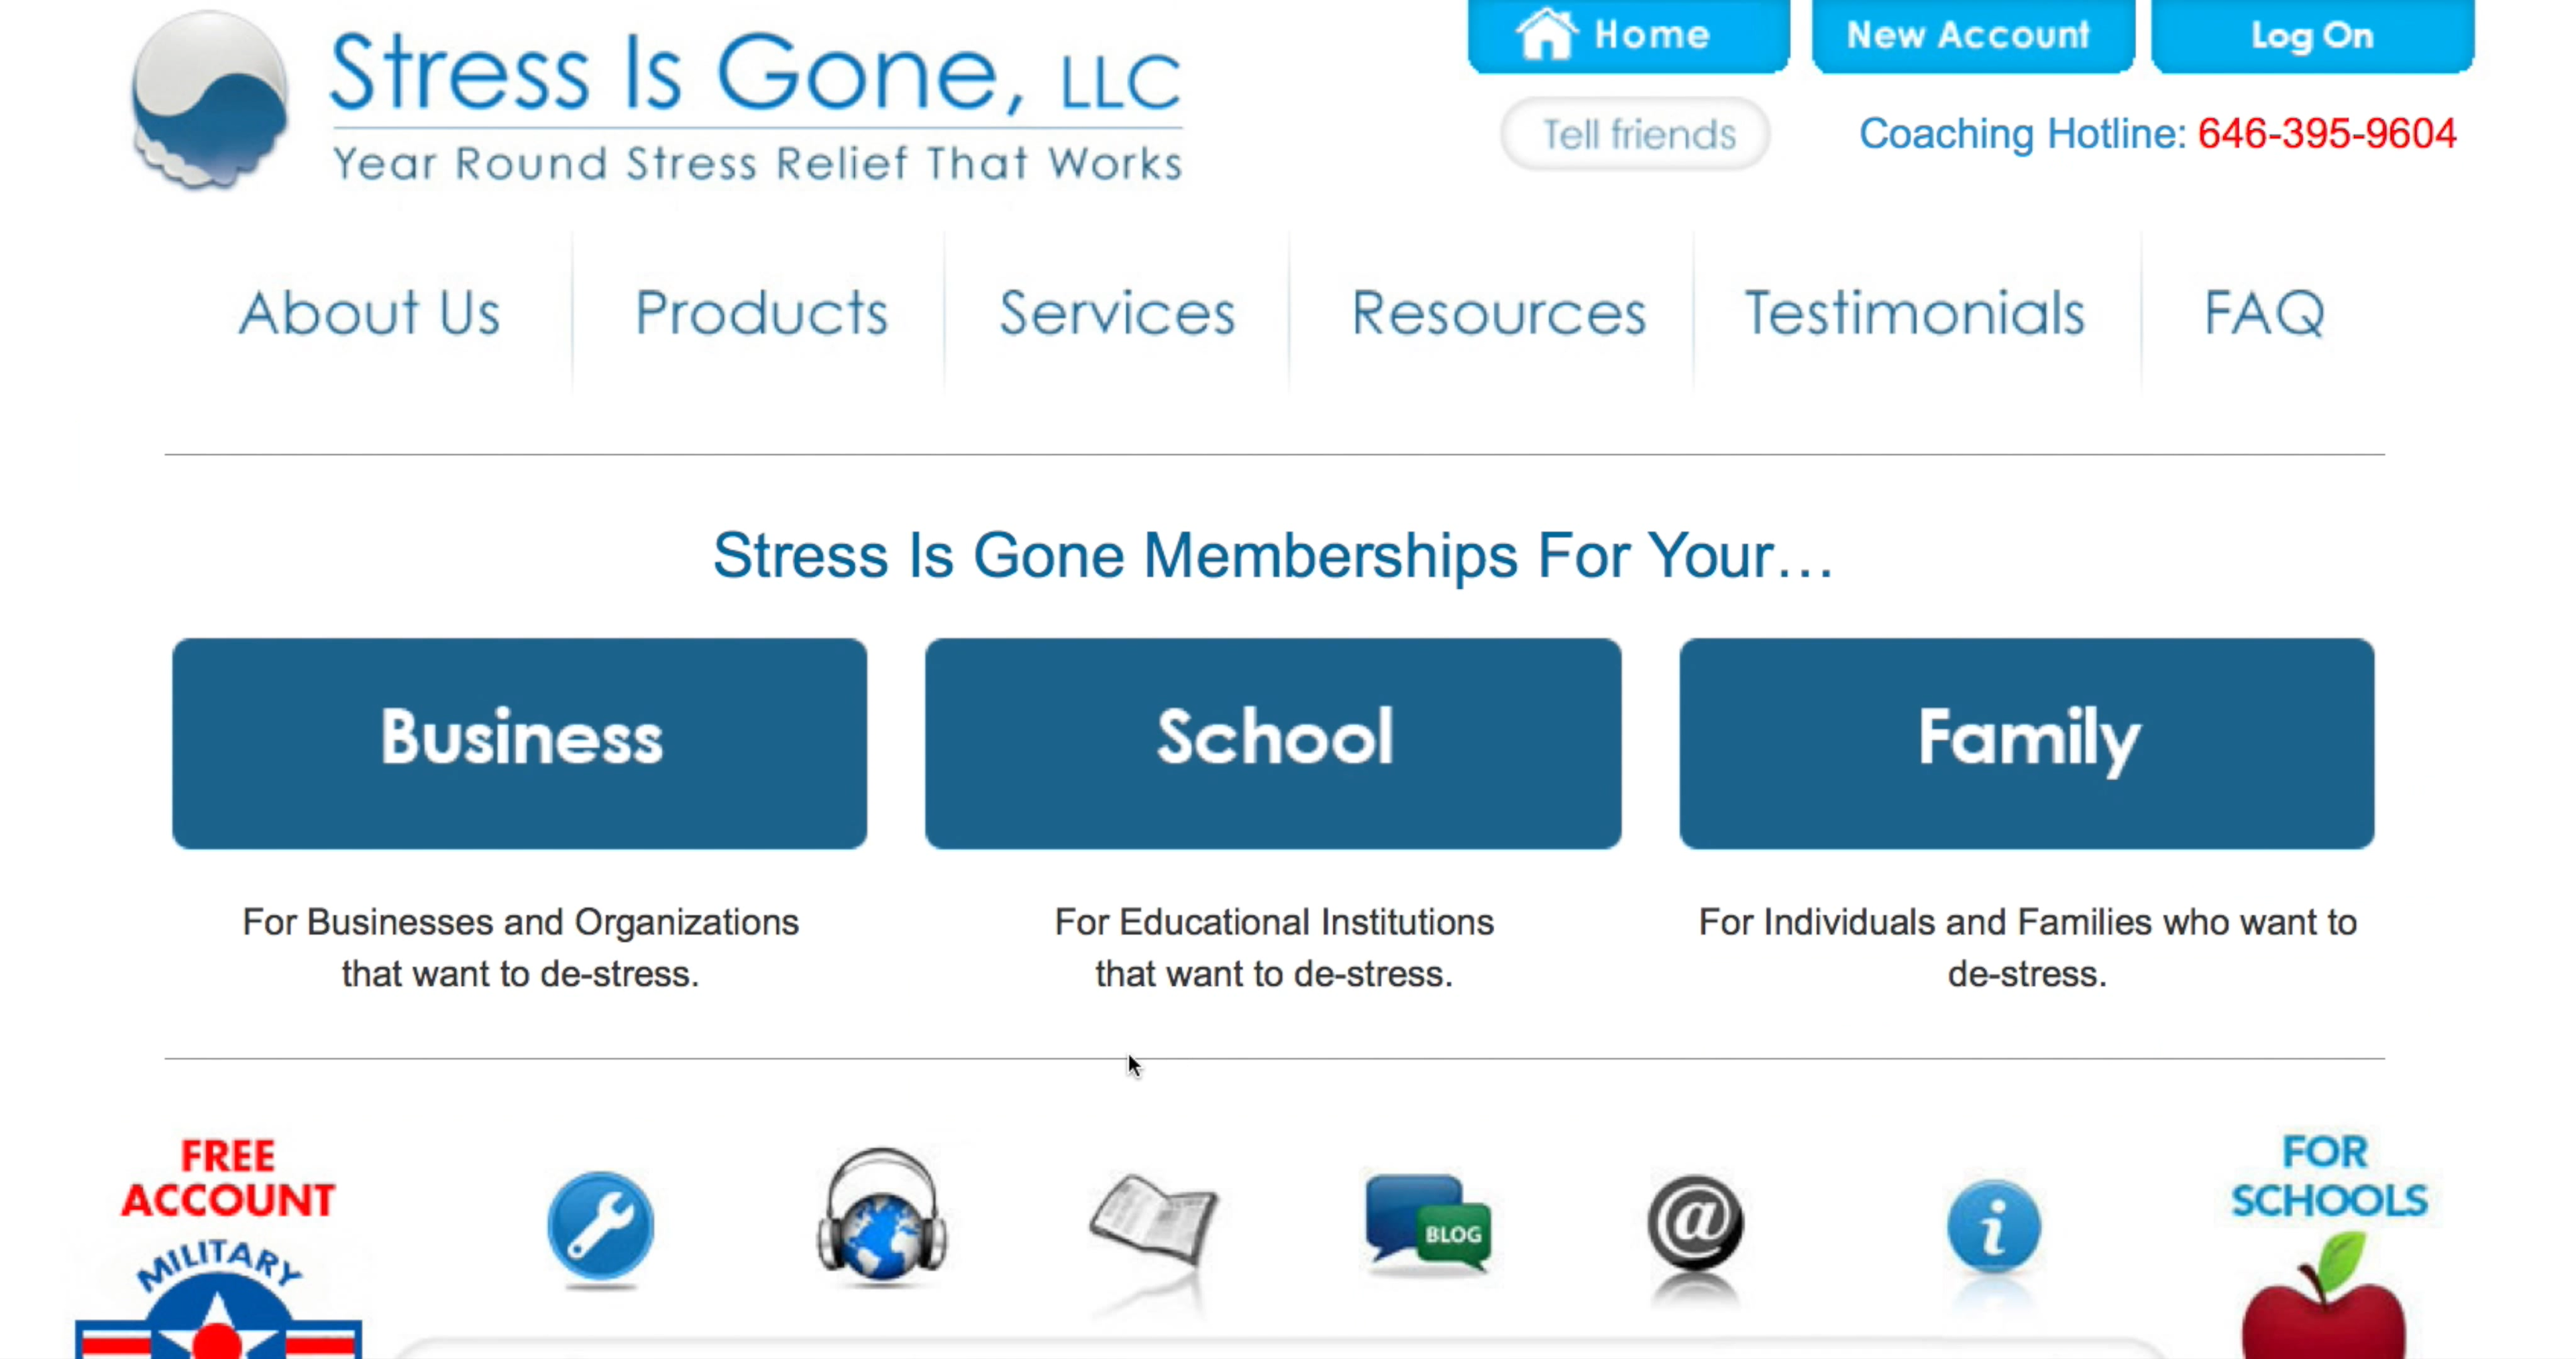 Home
New Account
Log On
Stress Is Gone, LLC
Year Round Stress Relief That Works
Tell friends
Coaching Hotline: 646-395-9604
About Us
Products
Services
Resources
Testimonials
FAQ
Stress Is Gone Memberships For Your...
Business
School
Family
For Businesses and Organizations
that want to de-stress.
For Educational Institutions
that want to de-stress.
For Individuals and Families who want to
de-stress.
FREE
ACCOUNT
MILITARY
BLOG
@
i
FOR
SCHOOLS